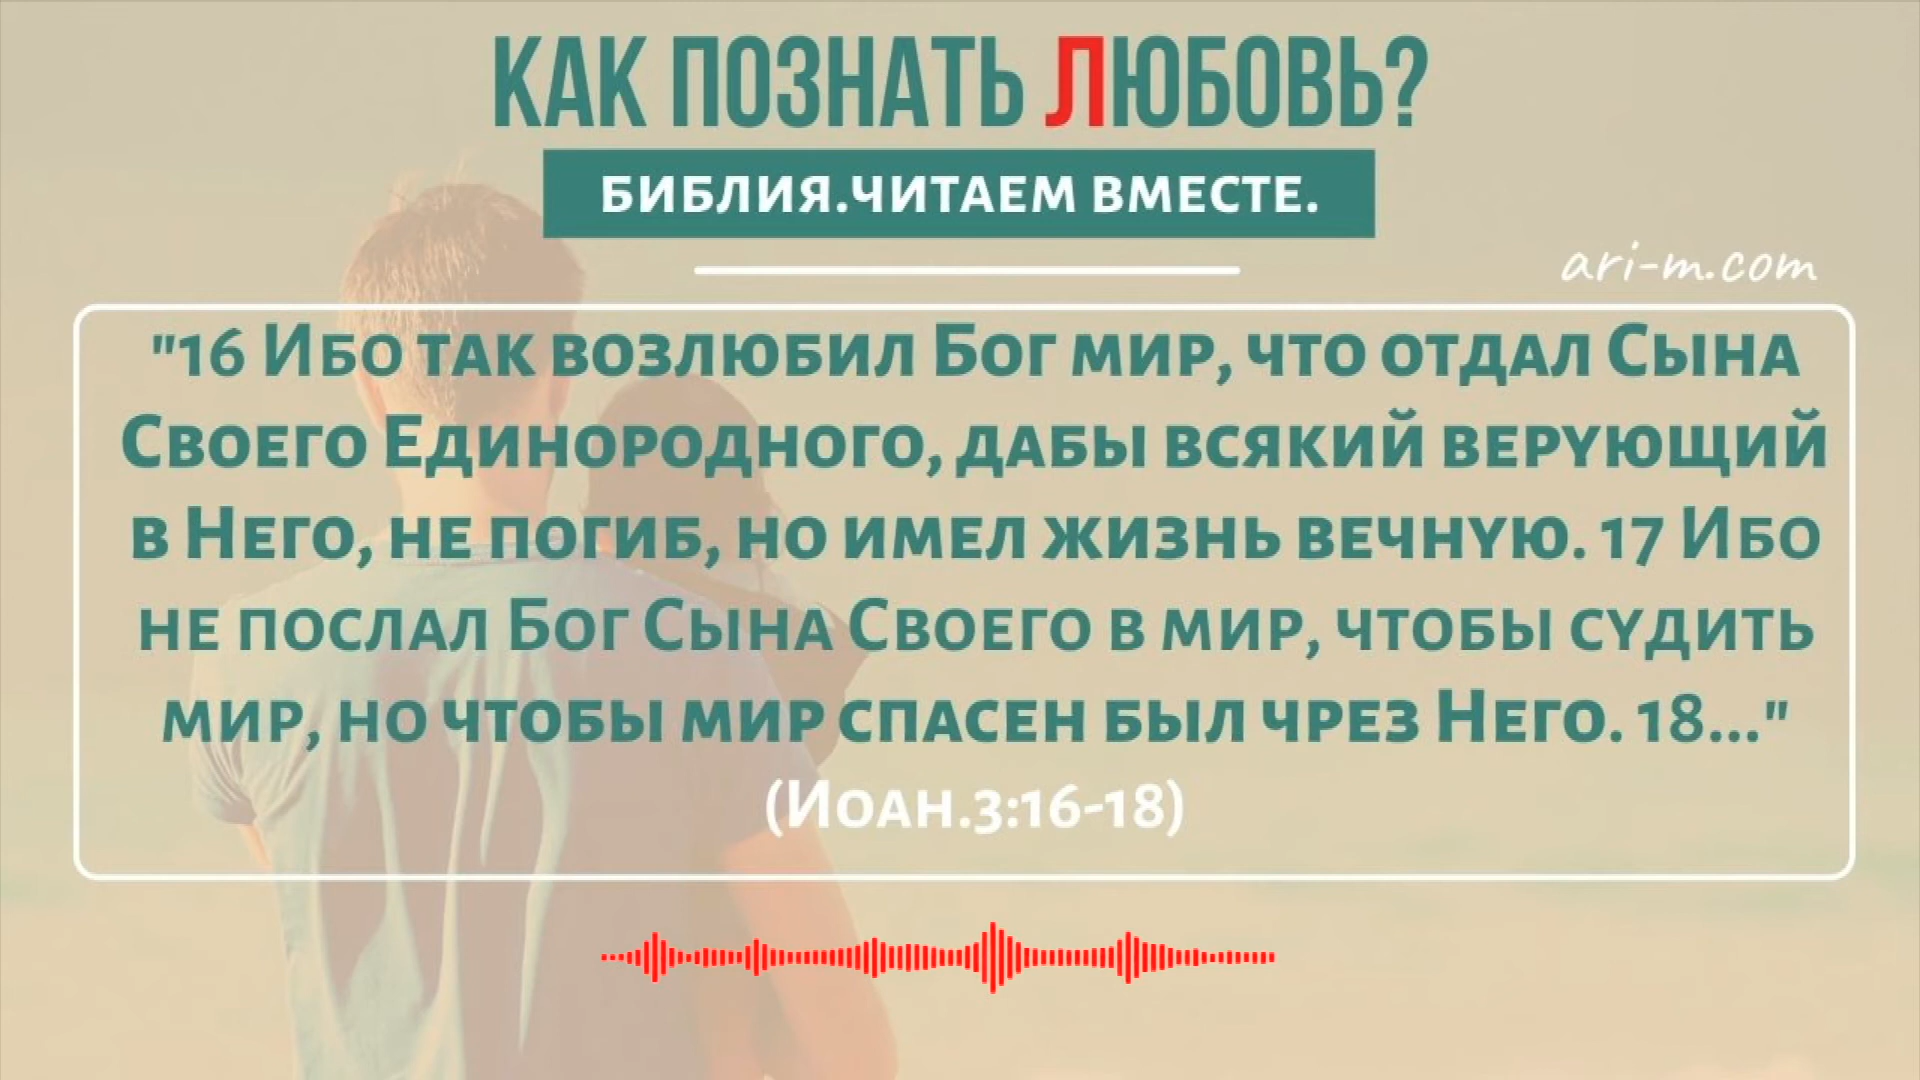 КАК ПОЗНАТЬ ЛЮБОВЬ?
БИБЛИЯ.ЧИТАЕМ ВМЕСТЕ.
ari-m.com
"16 Ибо так возлюбил Бог мир, что отдал Сына
Своего Единородного, дабы всякий верующий
в Него, не погиб, но имел жизнь вечную. 17 Ибо
не послал Бог Сына Своего в мир, чтобы судить
мир, но чтобы мир спасен был чрез Него. 18..."
(Иоан.3:16-18)